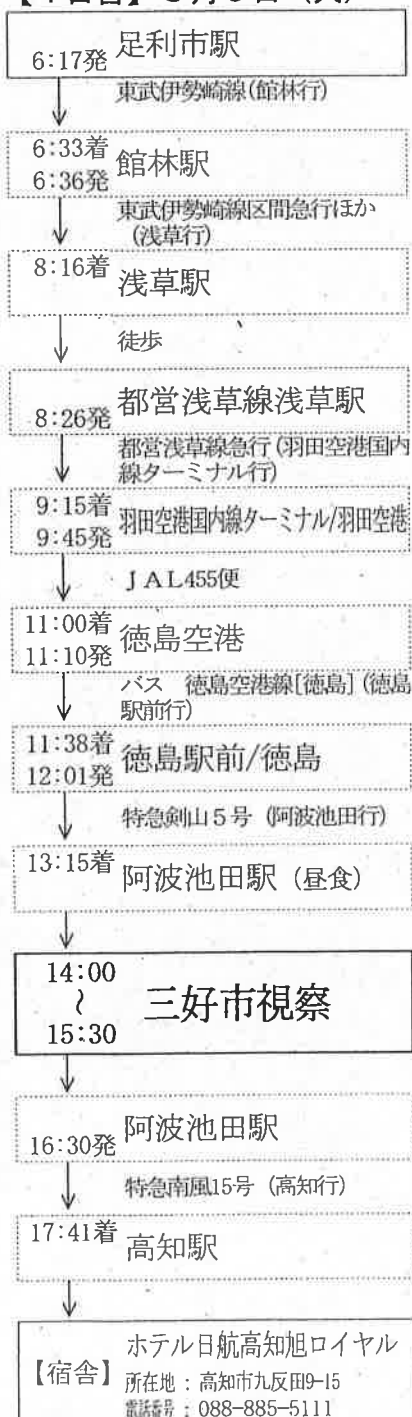 6:17発 足利市駅
東武伊勢崎線(館林行)
6:33着
6:36発 館林駅
東武伊勢崎線区間急行ほか
(浅草行)
8:16着 浅草駅
徒歩
8:26発 都営浅草線浅草駅
都営浅草線急行(羽田空港国内
線ターミナル行)
9:15着
9:45発 羽田空港国内線ターミナル/羽田空港
JAL455便
11:00着
11:10発 徳島空港
バス 徳島空港線[徳島](徳島
駅前行)
11:38着
12:01発 徳島駅前/徳島
特急剣山5号(阿波池田行)
13:15着 阿波池田駅(昼食)
14:00
~
15:30 三好市視察
16:30発 阿波池田駅
特急南風15号(高知行)
17:41着 高知駅
【宿舎】 ホテル日航高知旭ロイヤル
所在地:高知市九反田9-15
電話番号:088-885-5111